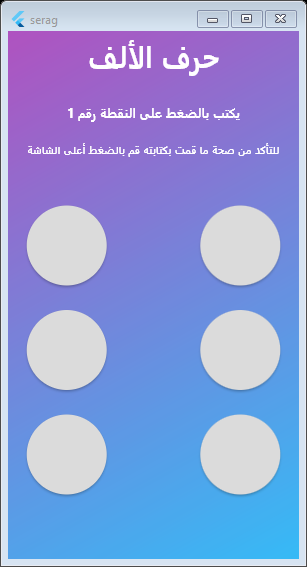 serag
حرف الألف
يكتب بالضغط على النقطة رقم 1
للتأكد من صحة ما قمت بكتابته قم بالضغط أعلى الشاشة